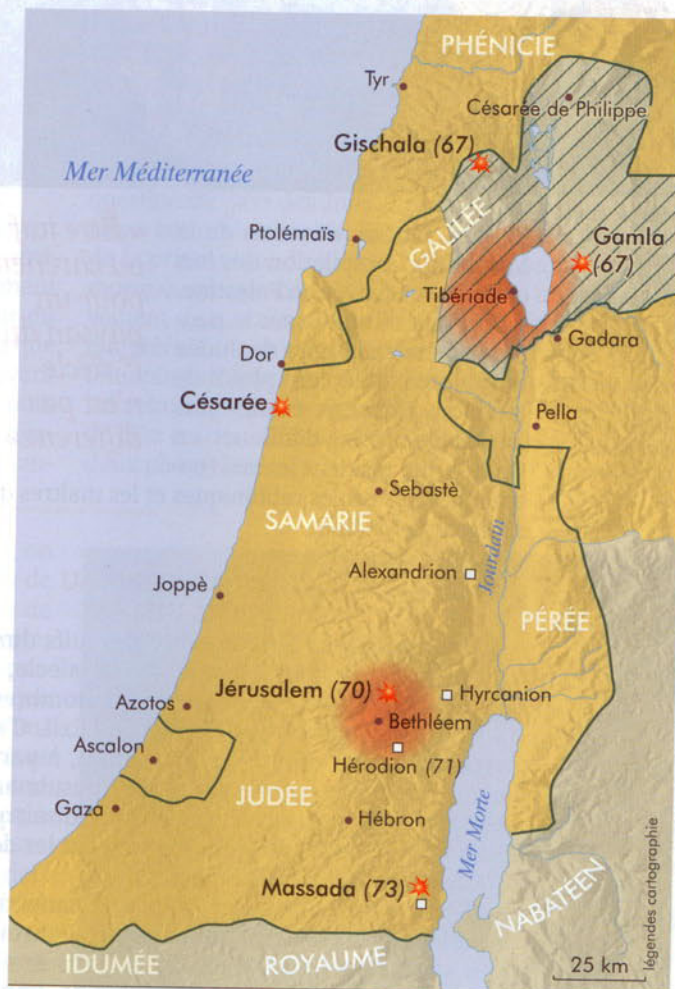 PHÉNICIE
Tyr
Césarée de Philippe
Gischala (67)
Mer Méditerranée
Ptolémaïs
GALILÉE
Gamla
(67)
Tibériade
Gadara
Dor
Césarée
Pella
Sebastè
SAMARIE
Jourdain
Alexandrion
Joppè
PÉRÉE
Jérusalem (70)
Hyrcanion
Azotos
Bethléem
Ascalon
Hérodion (71)
JUDÉE
Gaza
Hébron
Mer Morte
Massada (73)
NABATÉEN
IDUMÉE
ROYAUME
25 km
légendes cartographie